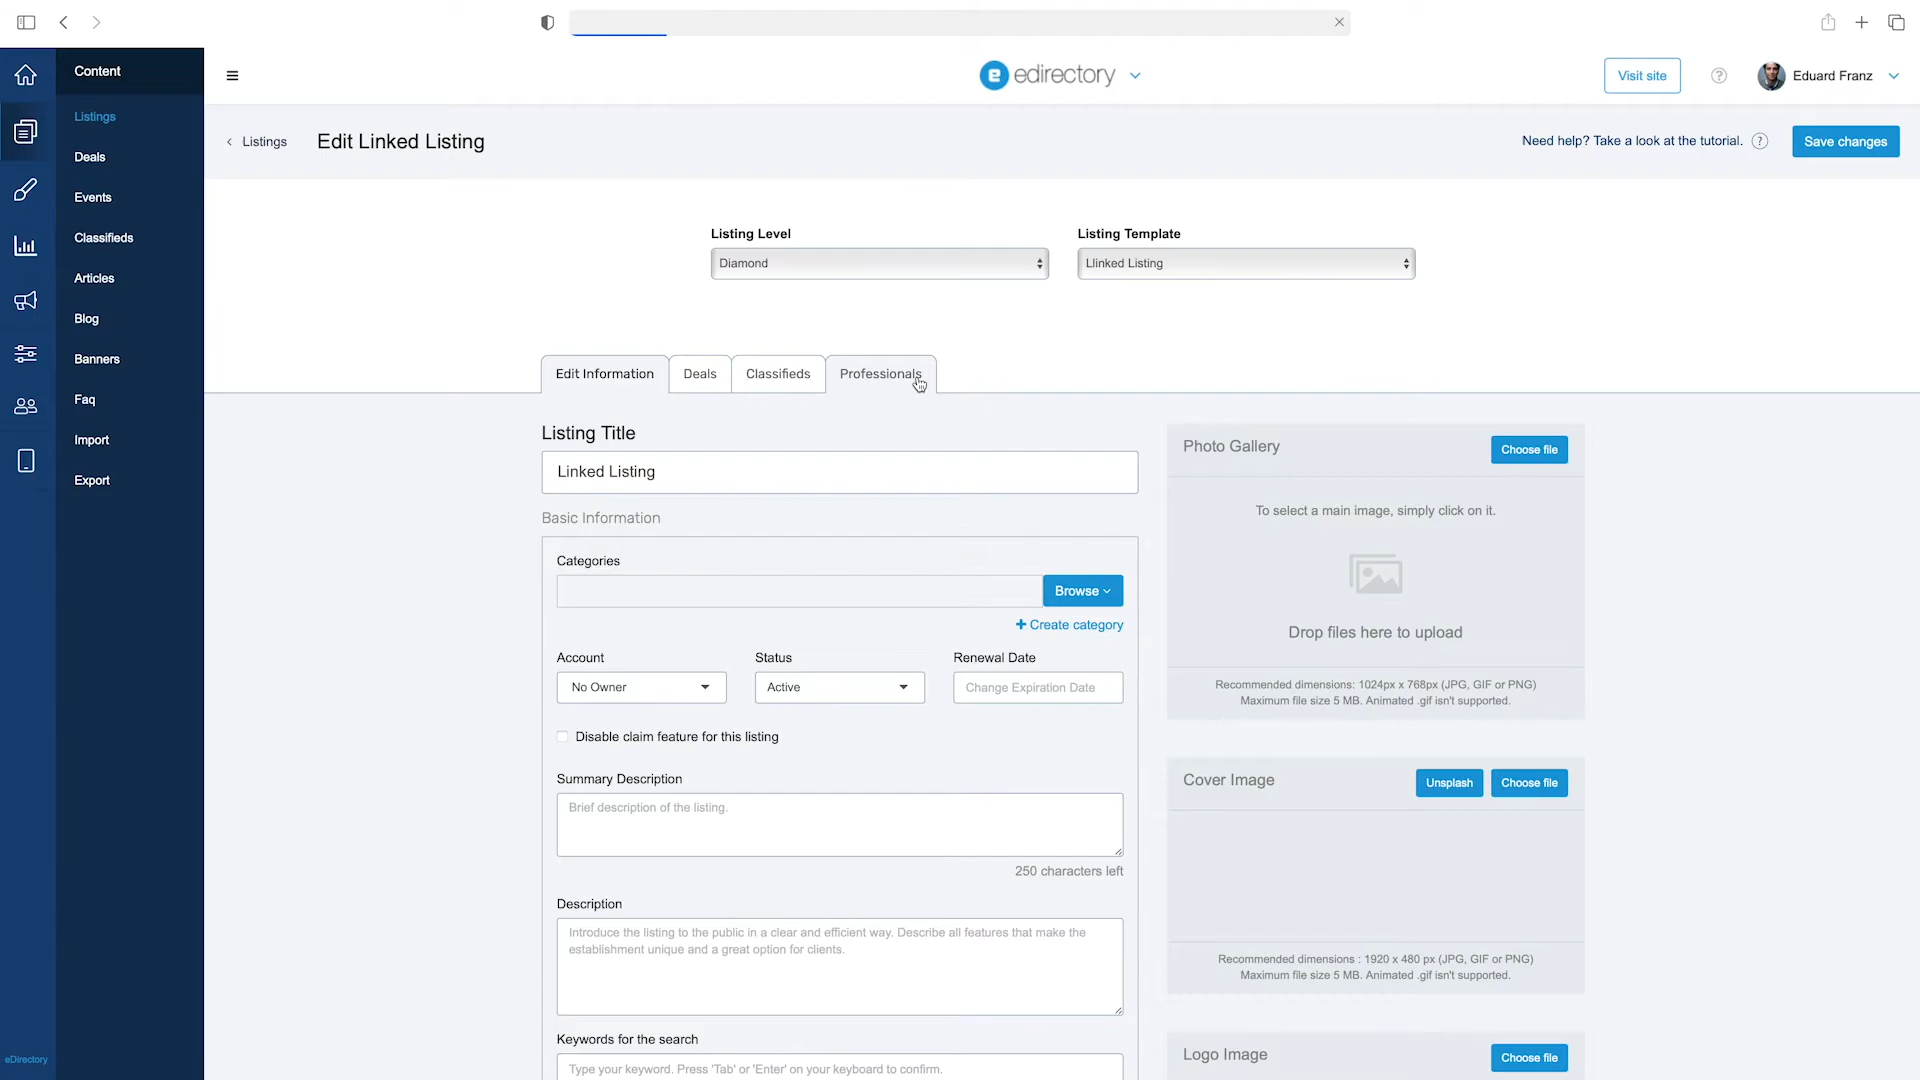 Content
edirectory
Visit site
?
Eduard Franz
Listings
Edit Linked Listing
Need help? Take a look at the tutorial. ?
Save changes
Listings
Deals
Events
Classifieds
Articles
Blog
Banners
Faq
Import
Export
eDirectory
Listing Level
Diamond
Listing Template
Llinked Listing
Edit Information
Deals
Classifieds
Professionals
Listing Title
Linked Listing
Basic Information
Categories
Browse
+ Create category
Account
No Owner
Status
Active
Renewal Date
Change Expiration Date
Disable claim feature for this listing
Summary Description
Brief description of the listing.
250 characters left
Description
Introduce the listing to the public in a clear and efficient way. Describe all features that make the
establishment unique and a great option for clients.
Keywords for the search
Type your keyword. Press 'Tab' or 'Enter' on your keyboard to confirm.
Photo Gallery
Choose file
To select a main image, simply click on it.
Drop files here to upload
Recommended dimensions: 1024px x 768px (JPG, GIF or PNG)
Maximum file size 5 MB. Animated .gif isn't supported.
Cover Image
Unsplash
Choose file
Recommended dimensions : 1920 x 480 px (JPG, GIF or PNG)
Maximum file size 5 MB. Animated .gif isn't supported.
Logo Image
Choose file